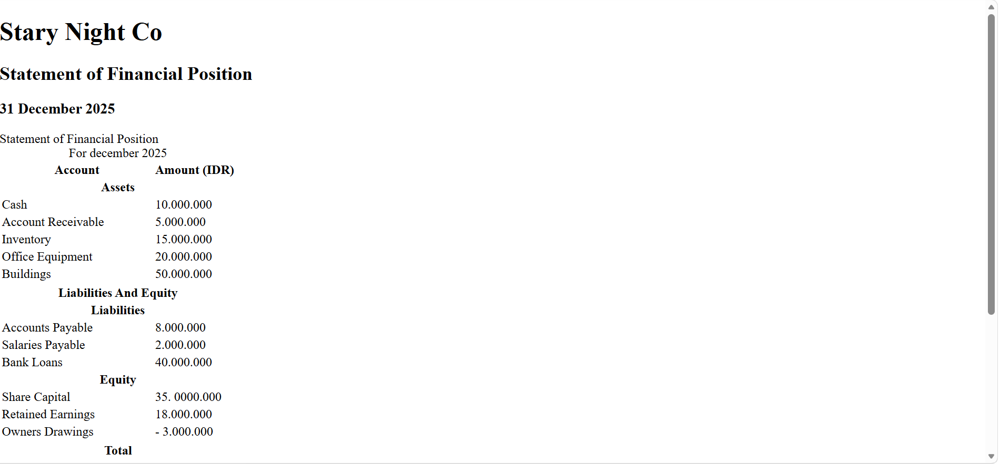 Stary Night Co
Statement of Financial Position
31 December 2025
Statement of Financial Position
For december 2025
Account Amount (IDR)
Assets
Cash 10.000.000
Account Receivable 5.000.000
Inventory 15.000.000
Office Equipment 20.000.000
Buildings 50.000.000
Liabilities And Equity
Liabilities
Accounts Payable 8.000.000
Salaries Payable 2.000.000
Bank Loans 40.000.000
Equity
Share Capital 35. 0000.000
Retained Earnings 18.000.000
Owners Drawings - 3.000.000
Total